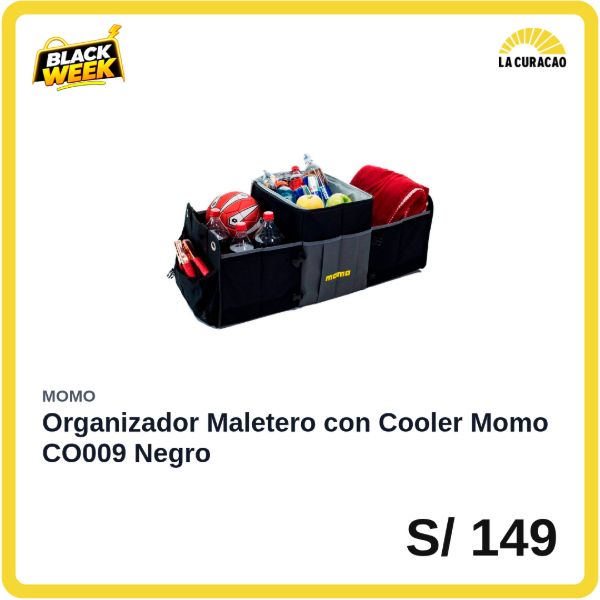 BLACK
WEEK
LA CURACAO
momo
MOMO
Organizador Maletero con Cooler Momo
CO009 Negro
S/ 149